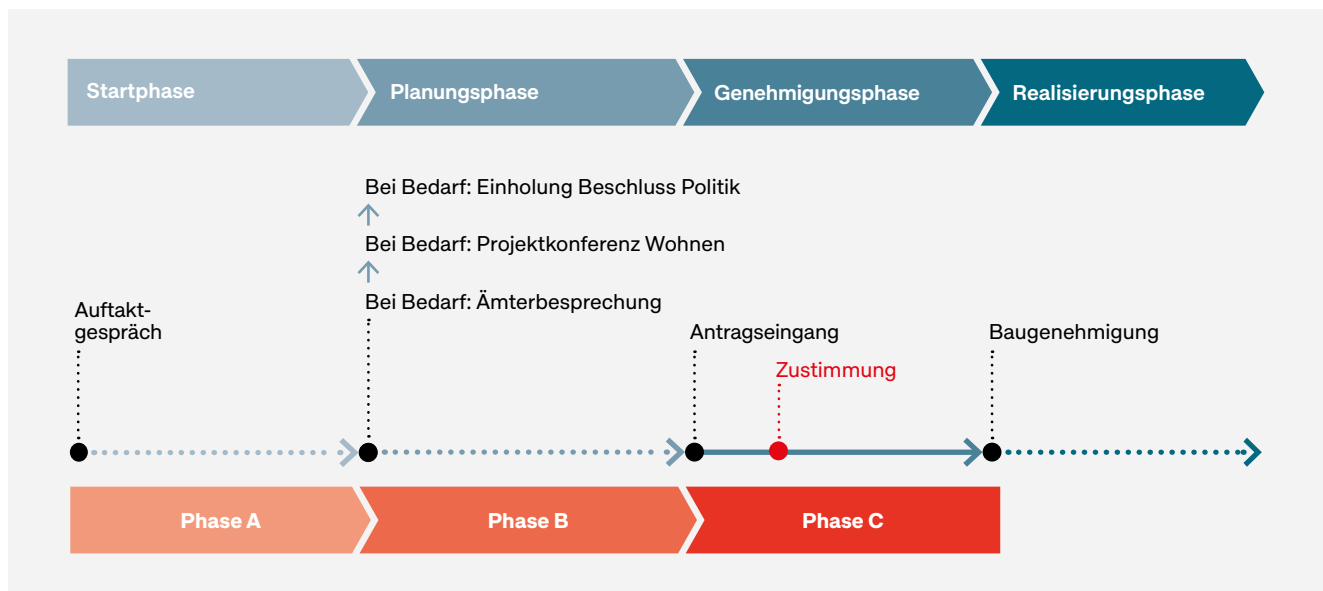 Startphase
Planungsphase
Genehmigungsphase
Realisierungsphase
Bei Bedarf: Einholung Beschluss Politik
Bei Bedarf: Projektkonferenz Wohnen
Bei Bedarf: Ämterbesprechung
Auftakt-
gespräch
Antragseingang
Baugenehmigung
Zustimmung
Phase A
Phase B
Phase C